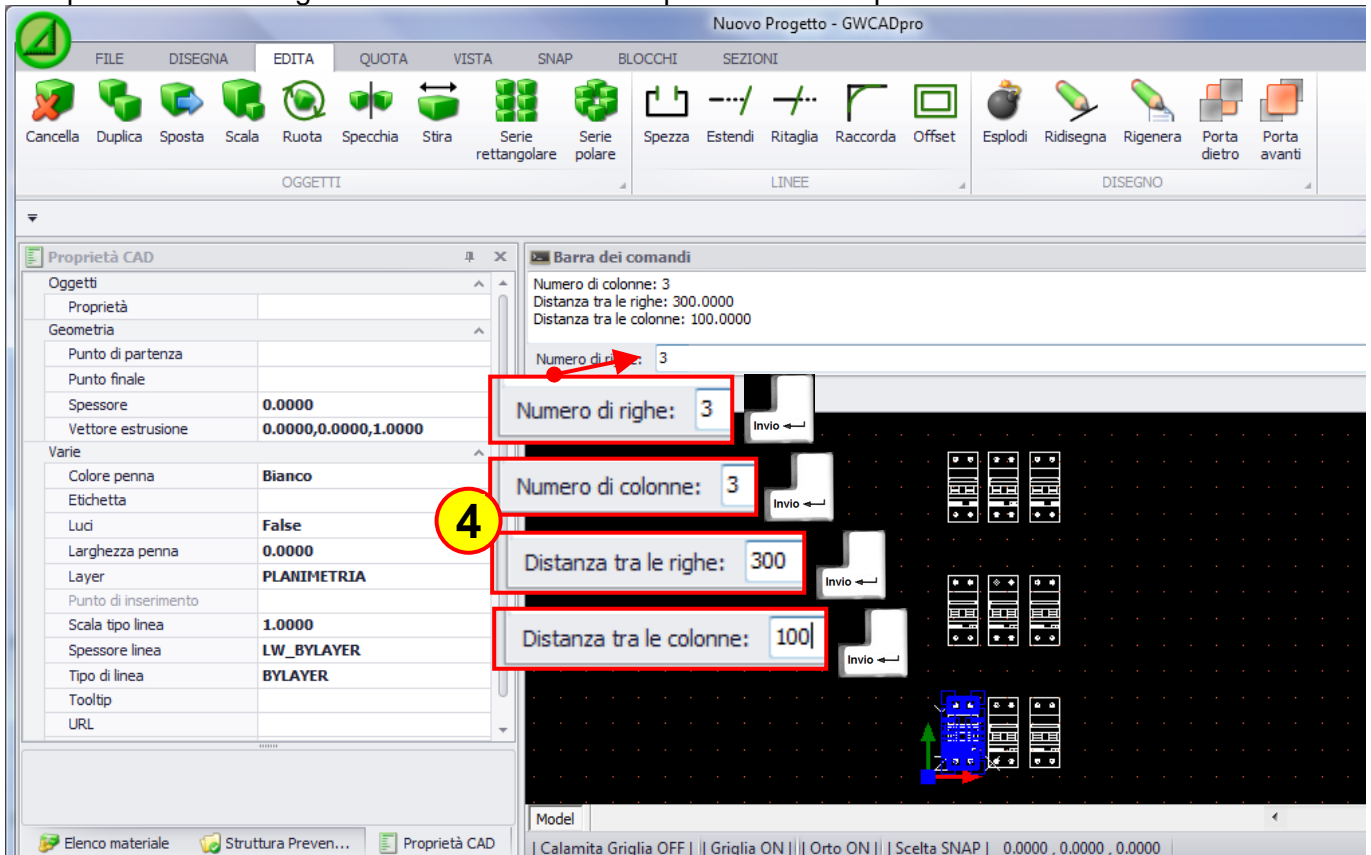 Nuovo Progetto - GWCADpro
FILE DISEGNA EDITA QUOTA VISTA SNAP BLOCCHI SEZIONI
Cancella Duplica Sposta Scala Ruota Specchia Stira Serie rettangolare Serie polare Spezza Estendi Ritaglia Raccorda Offset Esplodi Ridisegna Rigenera Porta dietro Porta avanti
OGGETTI LINEE DISEGNO
Proprietà CAD
Oggetti
Proprietà
Geometria
Punto di partenza
Punto finale
Spessore 0.0000
Vettore estrusione 0.0000,0.0000,1.0000
Varie
Colore penna Bianco
Etichetta
Luci False
Larghezza penna 0.0000
Layer PLANIMETRIA
Punto di inserimento
Scala tipo linea 1.0000
Spessore linea LW_BYLAYER
Tipo di linea BYLAYER
Tooltip
URL
Elenco materiale Struttura Preven... Proprietà CAD
Barra dei comandi
Numero di colonne: 3
Distanza tra le righe: 300.0000
Distanza tra le colonne: 100.0000
Numero di righe: 3
4
Numero di righe: 3 Invio
Numero di colonne: 3 Invio
Distanza tra le righe: 300 Invio
Distanza tra le colonne: 100 Invio
Model
| Calamita Griglia OFF | | Griglia ON | | Orto ON | | Scelta SNAP | 0.0000 , 0.0000 , 0.0000